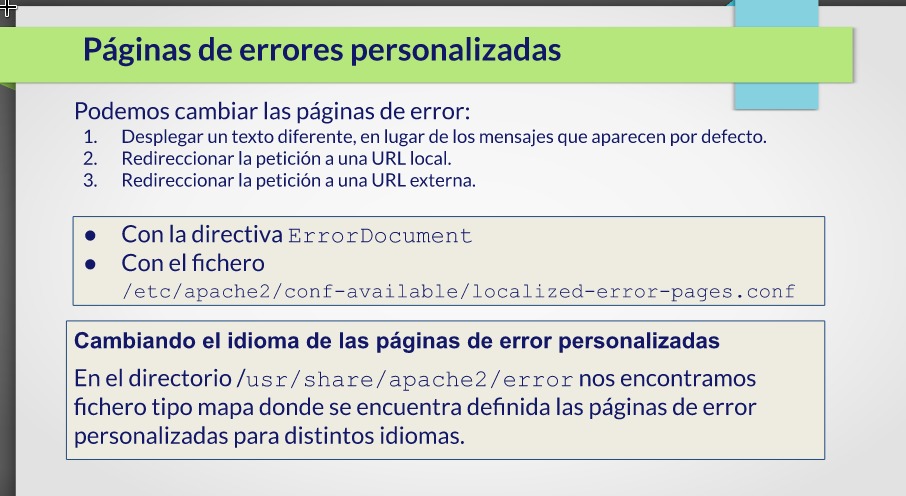 Páginas de errores personalizadas
Podemos cambiar las páginas de error:
1. Desplegar un texto diferente, en lugar de los mensajes que aparecen por defecto.
2. Redireccionar la petición a una URL local.
3. Redireccionar la petición a una URL externa.
● Con la directiva ErrorDocument
● Con el fichero
/etc/apache2/conf-available/localized-error-pages.conf
Cambiando el idioma de las páginas de error personalizadas
En el directorio /usr/share/apache2/error nos encontramos
fichero tipo mapa donde se encuentra definida las páginas de error
personalizadas para distintos idiomas.